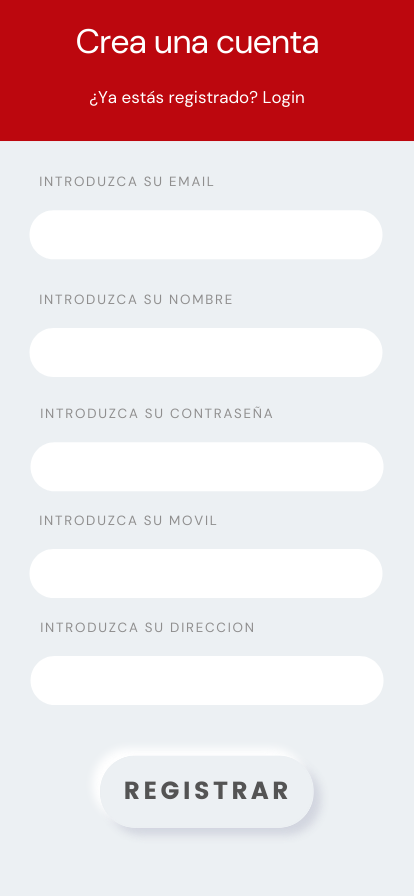 Crea una cuenta
¿Ya estás registrado? Login
INTRODUZCA SU EMAIL
INTRODUZCA SU NOMBRE
INTRODUZCA SU CONTRASEÑA
INTRODUZCA SU MOVIL
INTRODUZCA SU DIRECCION
REGISTRAR